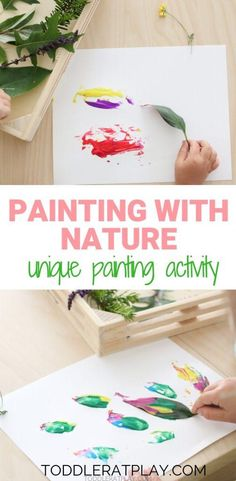 PAINTING WITH
NATURE
unique painting activity
TODDLERATPLAY.COM